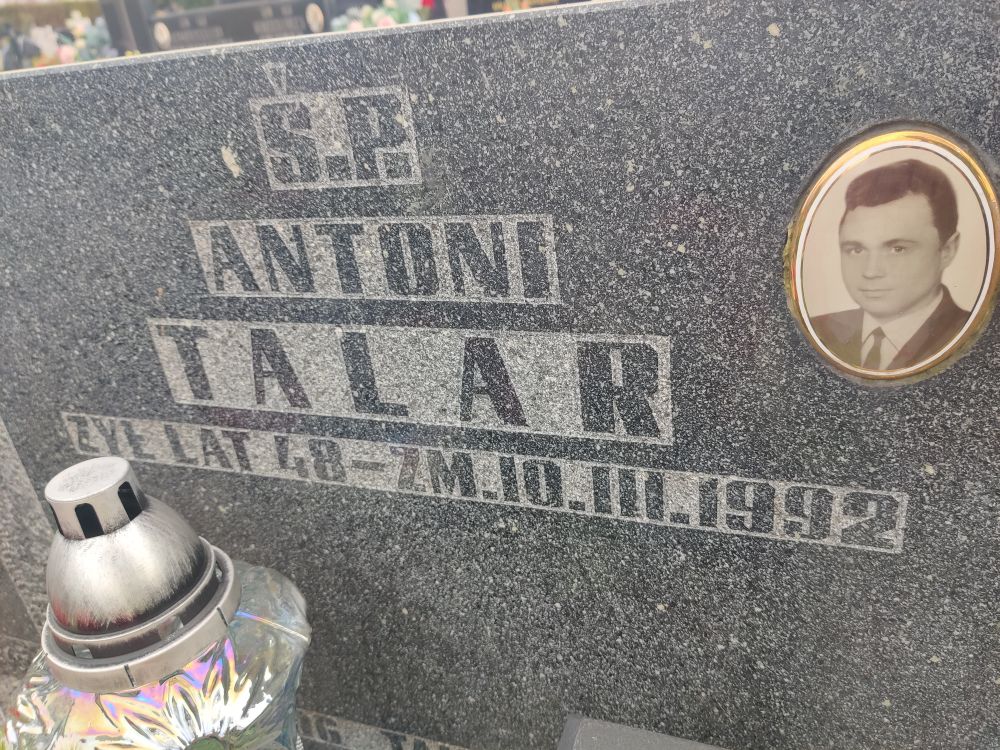 Ś.P.
ANTONI
TALAR
ŻYŁ LAT 48 – ZM. 10. III. 1992